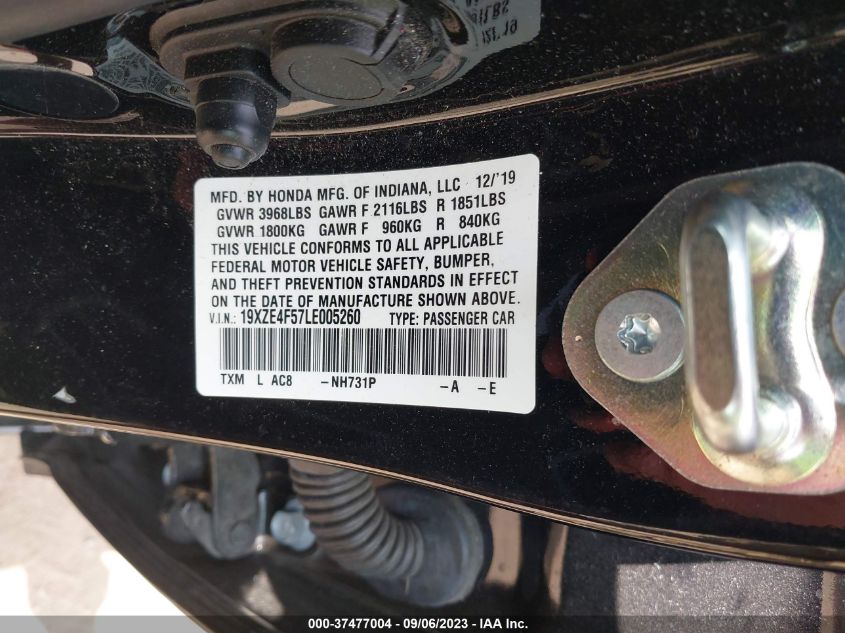 1LBS
12/'19
MFD. BY HONDA MFG. OF INDIANA, LLC 12/'19
GVWR 3968LBS GAWR F 2116LBS R 1851LBS
GVWR 1800KG GAWR F 960KG R 840KG
THIS VEHICLE CONFORMS TO ALL APPLICABLE
FEDERAL MOTOR VEHICLE SAFETY, BUMPER,
AND THEFT PREVENTION STANDARDS IN EFFECT
ON THE DATE OF MANUFACTURE SHOWN ABOVE.
V.I.N.: 19XZE4F57LE005260 TYPE: PASSENGER CAR
TXM L AC8 -NH731P -A -E
000-37477004 - 09/06/2023 - IAA Inc.